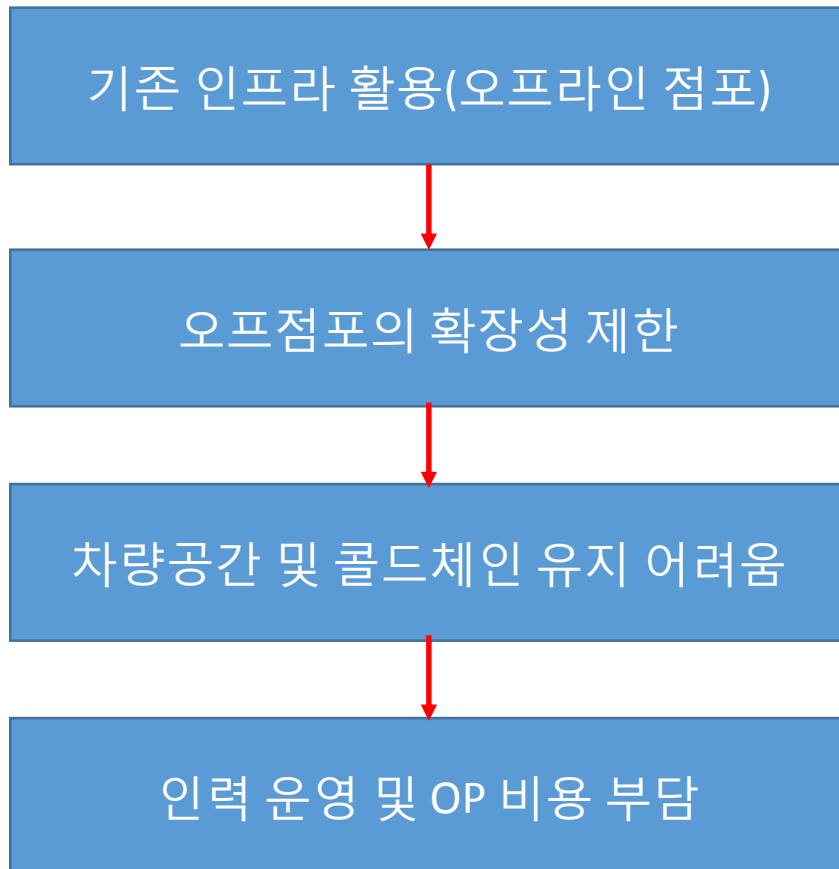 기존 인프라 활용(오프라인 점포)
오프점포의 확장성 제한
차량공간 및 콜드체인 유지 어려움
인력 운영 및 OP 비용 부담